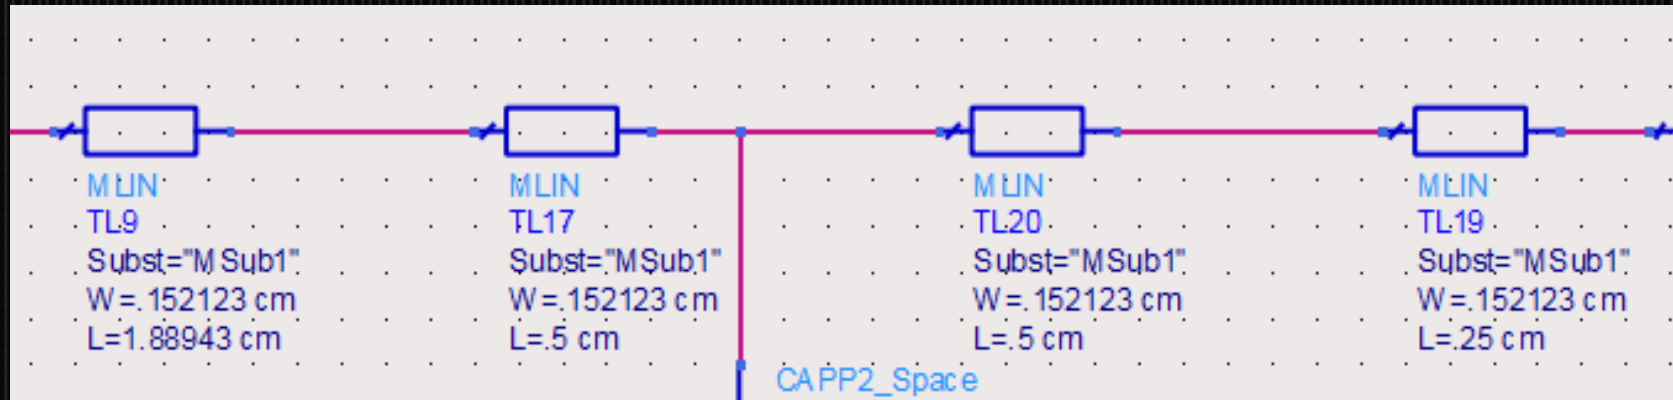 MLIN
TL9
Subst="MSub1"
W=.152123 cm
L=1.88943 cm
MLIN
TL17
Subst="MSub1"
W=.152123 cm
L=.5 cm
MLIN
TL20
Subst="MSub1"
W=.152123 cm
L=.5 cm
MLIN
TL19
Subst="MSub1"
W=.152123 cm
L=.25 cm
CAPP2_Space